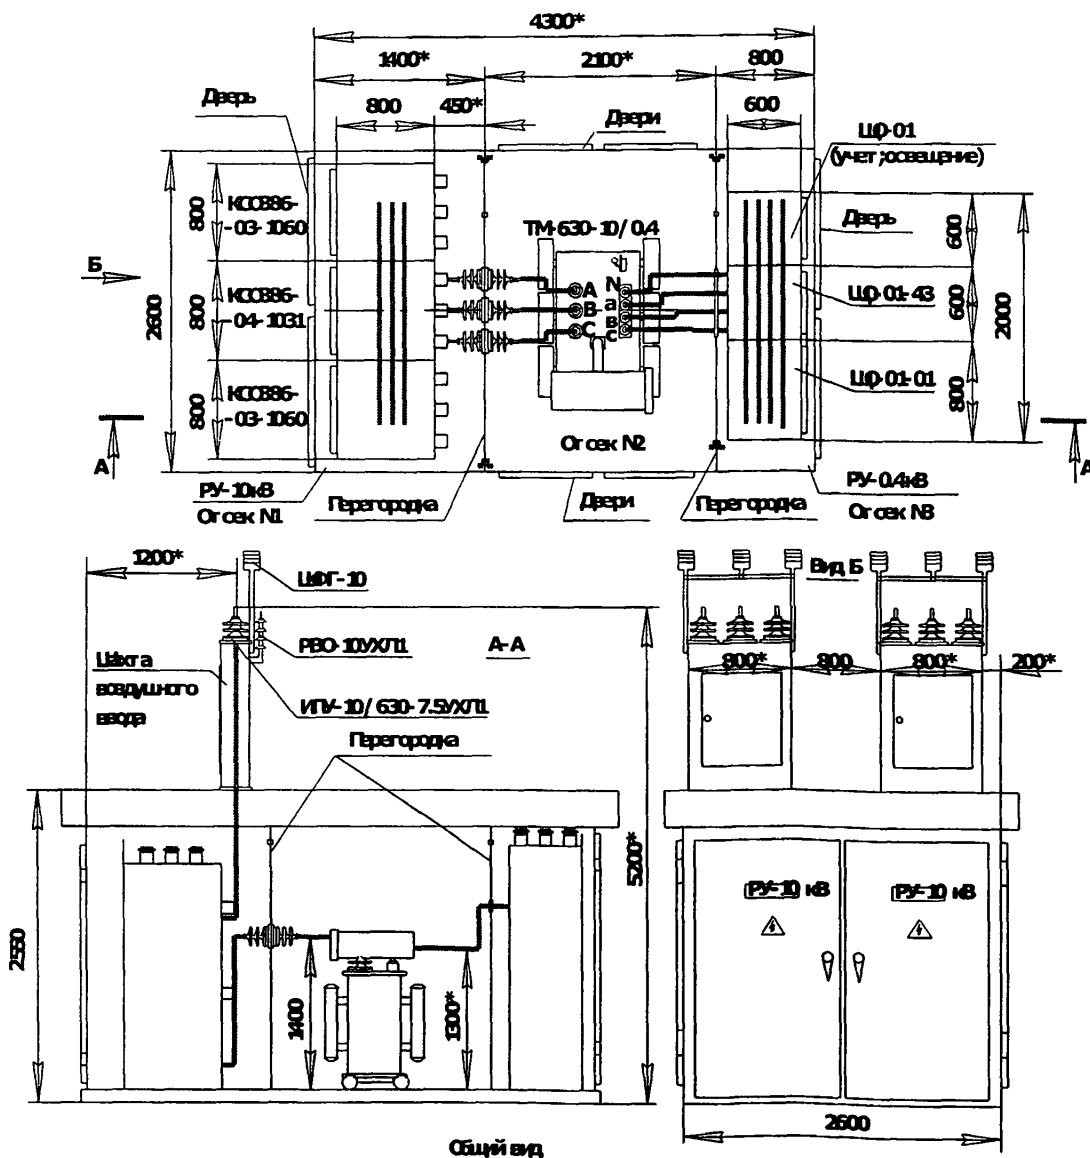 4300*
1400*
2100*
800
Дверь
800
450*
Двери
600
ЩО-01
(учет;освещение)
800
КСО386-
-03-1060
ТМ-630-10/0.4
Дверь
600
Б
2600
800
КСО386-
-04-1031
N
A
а
B
в
C
с
ЩО-01-43
600
2000
800
КСО386-
-03-1060
ЩО-01-01
800
А
Отсек N2
А
РУ-10кВ
Отсек N1
Перегородка
Двери
Перегородка
РУ-0.4кВ
Отсек N3
1200*
ШФГ-10
Вид Б
РВО-10УХЛ1
А-А
Шахта
воздушного
ввода
800*
800
800*
200*
ИПУ-10/630-7.5УХЛ1
Перегородка
5200*
2550
РУ-10 кВ
РУ-10 кВ
1400
1300*
2600
Общий вид